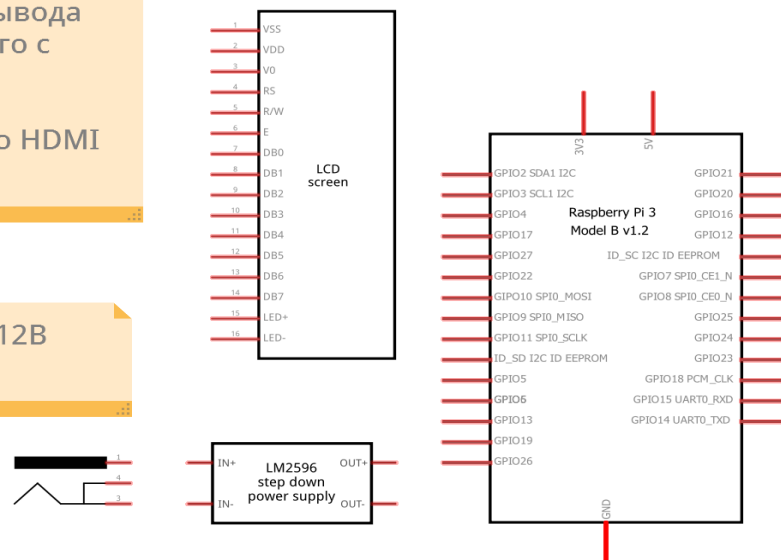 ывода
го с
о HDMI
12В
1
4
3
1 VSS
2 VDD
3 V0
4 RS
5 R/W
6 E
7 DB0
8 DB1
9 DB2
10 DB3
11 DB4
12 DB5
13 DB6
14 DB7
15 LED+
16 LED-
LCD
screen
IN+
IN-
LM2596
step down
power supply
OUT+
OUT-
3V3
5V
Raspberry Pi 3
Model B v1.2
GPIO2 SDA1 I2C
GPIO3 SCL1 I2C
GPIO4
GPIO17
GPIO27
GPIO22
GIPO10 SPI0_MOSI
GPIO9 SPI0_MISO
GPIO11 SPI0_SCLK
ID_SD I2C ID EEPROM
GPIO5
GPIO6
GPIO13
GPIO19
GPIO26
GPIO21
GPIO20
GPIO16
GPIO12
ID_SC I2C ID EEPROM
GPIO7 SPI0_CE1_N
GPIO8 SPI0_CE0_N
GPIO25
GPIO24
GPIO23
GPIO18 PCM_CLK
GPIO15 UART0_RXD
GPIO14 UART0_TXD
GND